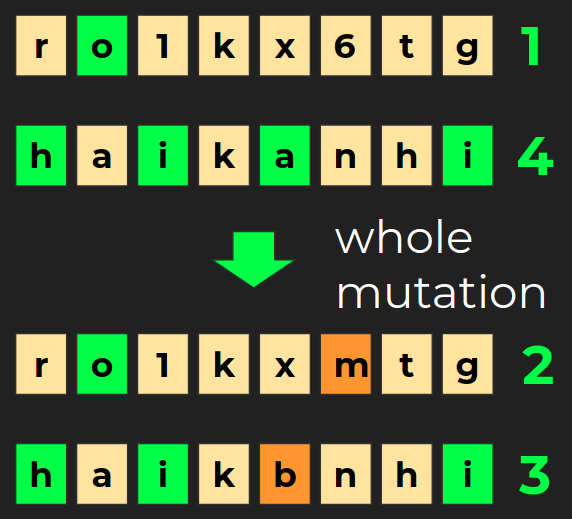 r o 1 k x 6 t g 1
h a i k a n h i 4
whole
mutation
r o 1 k x m t g 2
h a i k b n h i 3